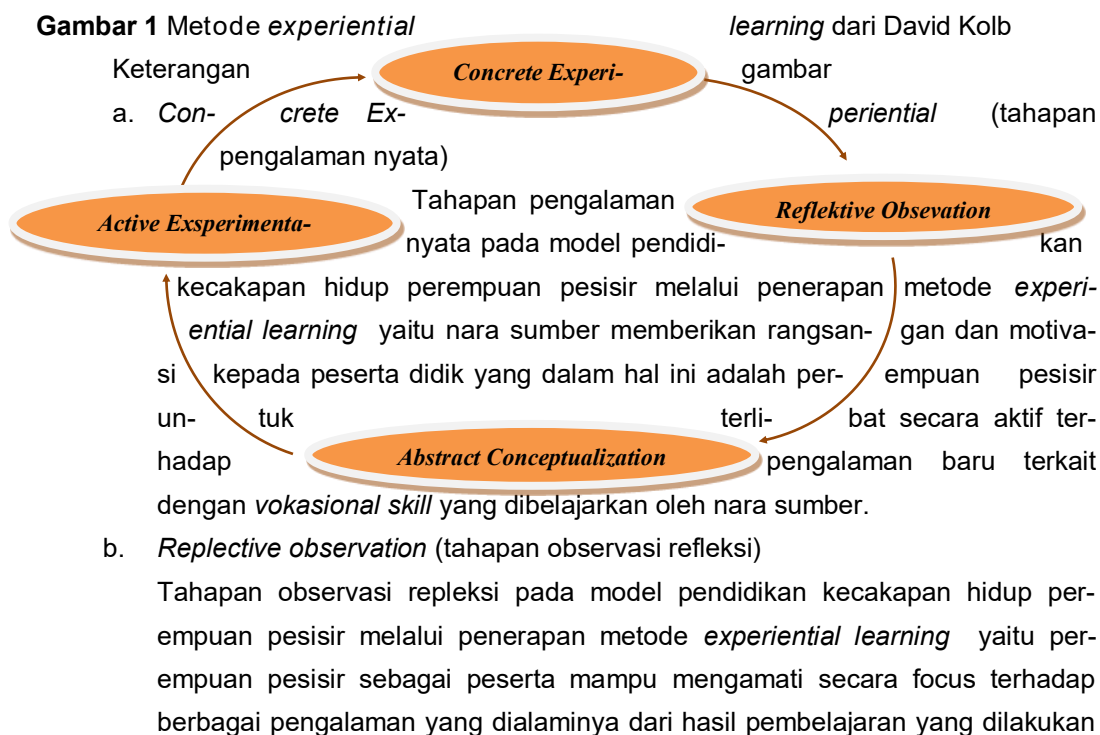 Gambar 1 Metode experiential learning dari David Kolb
Keterangan gambar
Concrete Experi-
a. Con- crete Ex- periential (tahapan
pengalaman nyata)
Tahapan pengalaman
Reflektive Obsevation
Active Exsperimenta-
nyata pada model pendidi- kan
kecakapan hidup perempuan pesisir melalui penerapan metode experi-
ential learning yaitu nara sumber memberikan rangsan- gan dan motiva-
si kepada peserta didik yang dalam hal ini adalah per- empuan pesisir
un- tuk terli- bat secara aktif ter-
hadap pengalaman baru terkait
Abstract Conceptualization
dengan vokasional skill yang dibelajarkan oleh nara sumber.
b. Replective observation (tahapan observasi refleksi)
Tahapan observasi repleksi pada model pendidikan kecakapan hidup per-
empuan pesisir melalui penerapan metode experiential learning yaitu per-
empuan pesisir sebagai peserta mampu mengamati secara focus terhadap
berbagai pengalaman yang dialaminya dari hasil pembelajaran yang dilakukan